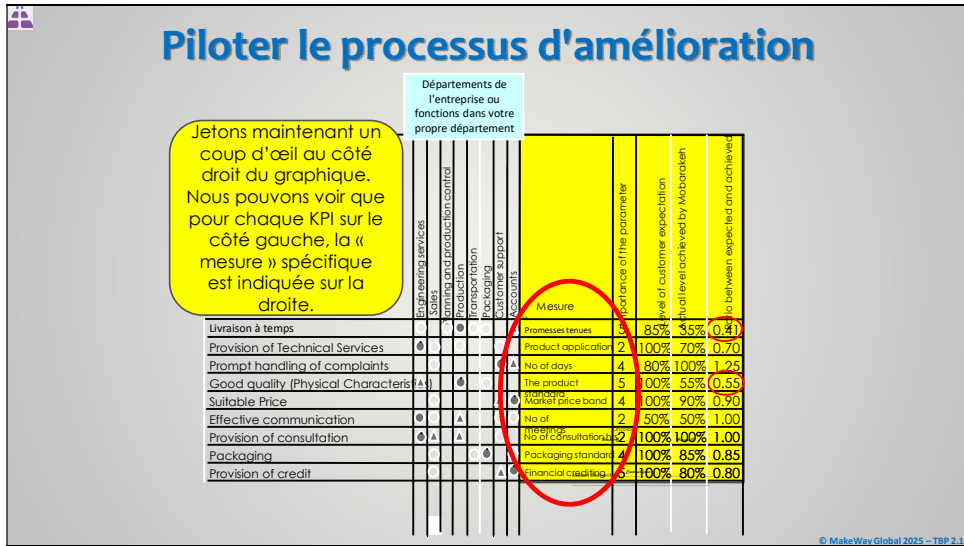 Piloter le processus d'amélioration
Départements de
l'entreprise ou
fonctions dans votre
propre département
Jetons maintenant un
coup d'œil au côté
droit du graphique.
Nous pouvons voir que
pour chaque KPI sur le
côté gauche, la «
mesure » spécifique
est indiquée sur la
droite.
Engineering services
Sales
Planning and production control
Production
Transportation
Packaging
Customer support
Accounts
Mesure
Importance of the parameter
Level of customer expectation
Actual level achieved by Mobarakeh
Ratio between expected and achieved
Livraison à temps Promesses tenues 5 85% 35% 0.41
Provision of Technical Services Product application 2 100% 70% 0.70
Prompt handling of complaints No of days 4 80% 100% 1.25
Good quality (Physical Characteristics) The product standard 5 100% 55% 0.55
Suitable Price Market price band 4 100% 90% 0.90
Effective communication No of meetings 2 50% 50% 1.00
Provision of consultation No of consultation hrs 2 100% 100% 1.00
Packaging Packaging standard 4 100% 85% 0.85
Provision of credit Financial crediting 5 100% 80% 0.80
© MakeWay Global 2025 – TBP 2.1